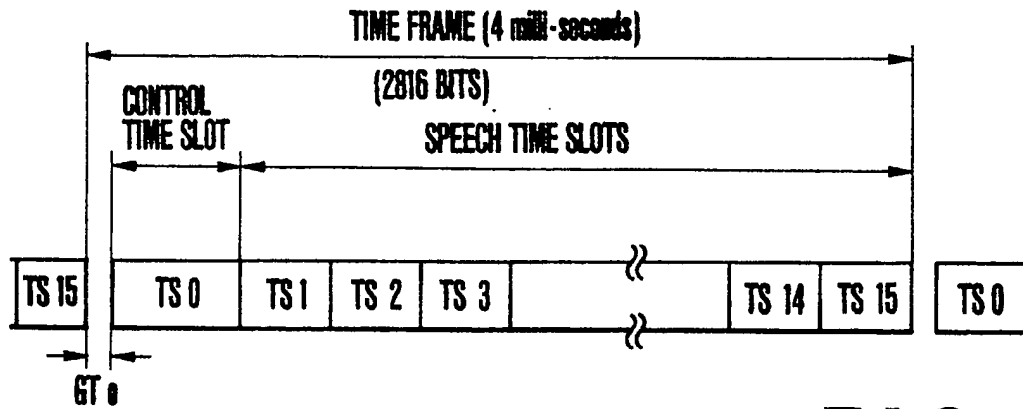 TIME FRAME (4 milli-seconds)
(2816 BITS)
CONTROL
TIME SLOT
SPEECH TIME SLOTS
TS 15
TS 0
TS 1
TS 2
TS 3
TS 14
TS 15
TS 0
GT